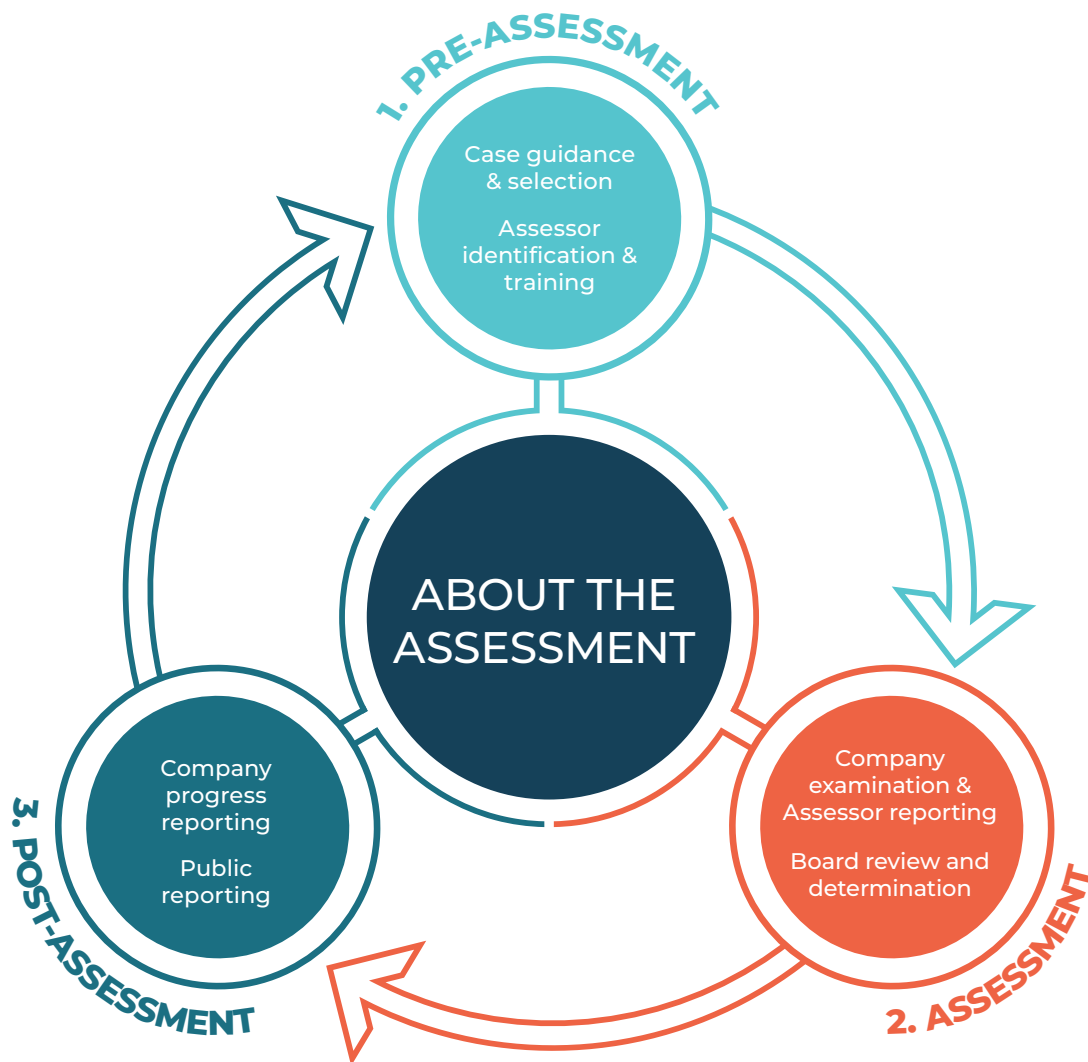 1. PRE-ASSESSMENT
Case guidance
& selection
Assessor
identification &
training
ABOUT THE
ASSESSMENT
Company
examination &
Assessor reporting
Board review and
determination
2. ASSESSMENT
Company
progress
reporting
Public
reporting
3. POST-ASSESSMENT